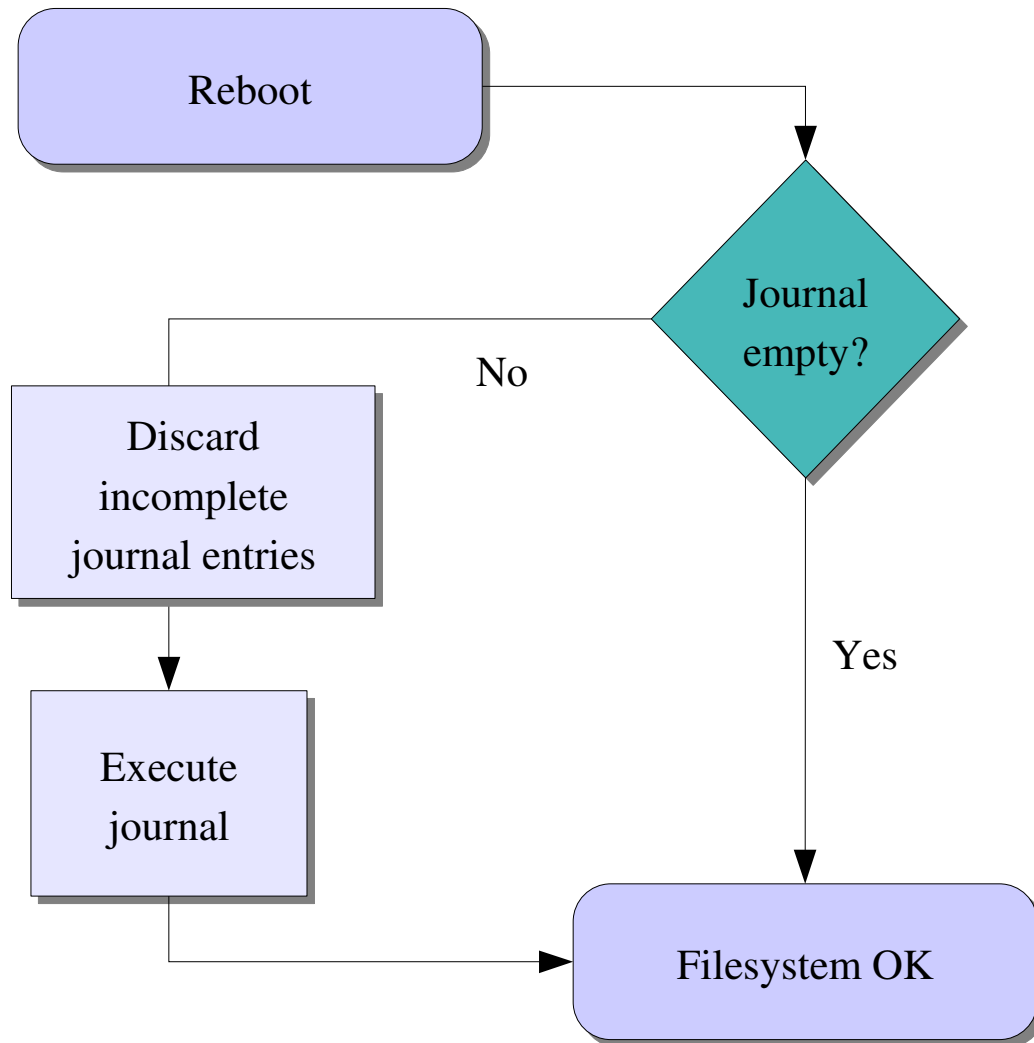 Reboot
Journal
empty?
No
Discard
incomplete
journal entries
Yes
Execute
journal
Filesystem OK